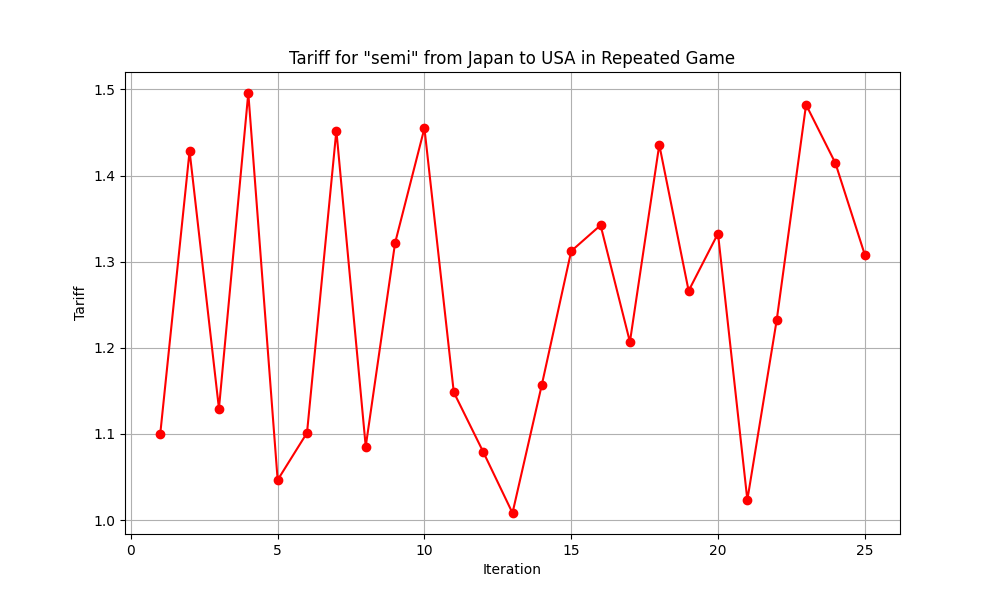 Tariff for "semi" from Japan to USA in Repeated Game
Tariff
1.5
1.4
1.3
1.2
1.1
1.0
0 5 10 15 20 25
Iteration